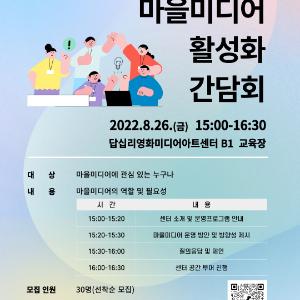 마을미디어
활성화
간담회
2022.8.26.(금) 15:00-16:30
답십리영화미디어아트센터 B1 교육장
대 상 마을미디어에 관심 있는 누구나
내 용 마을미디어의 역할 및 필요성
시 간 내 용
15:00-15:20 센터 소개 및 운영프로그램 안내
15:20-15:30 마을미디어 운영 방안 및 방향성 제시
15:30-16:00 질의응답 및 제언
16:00-16:30 센터 공간 투어 진행
모집 인원 30명(선착순 모집)